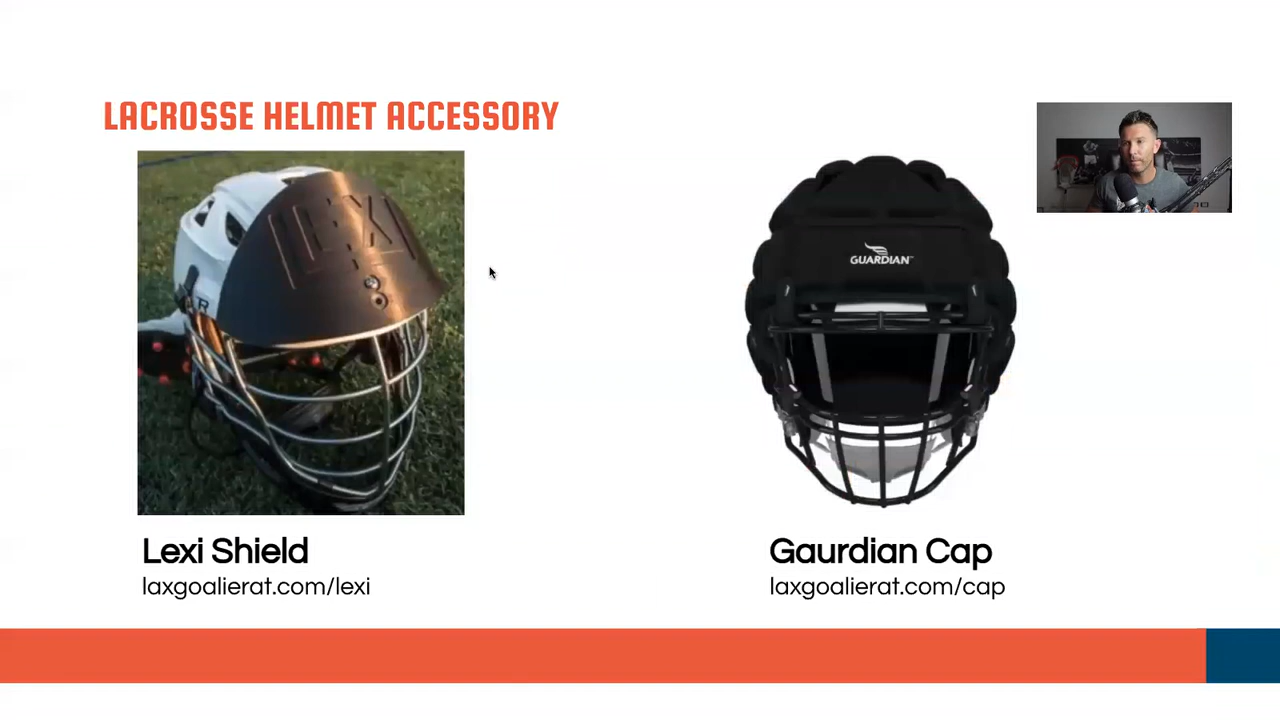 LACROSSE HELMET ACCESSORY
LEXI
R
GUARDIAN
Lexi Shield
laxgoalierat.com/lexi
Gaurdian Cap
laxgoalierat.com/cap